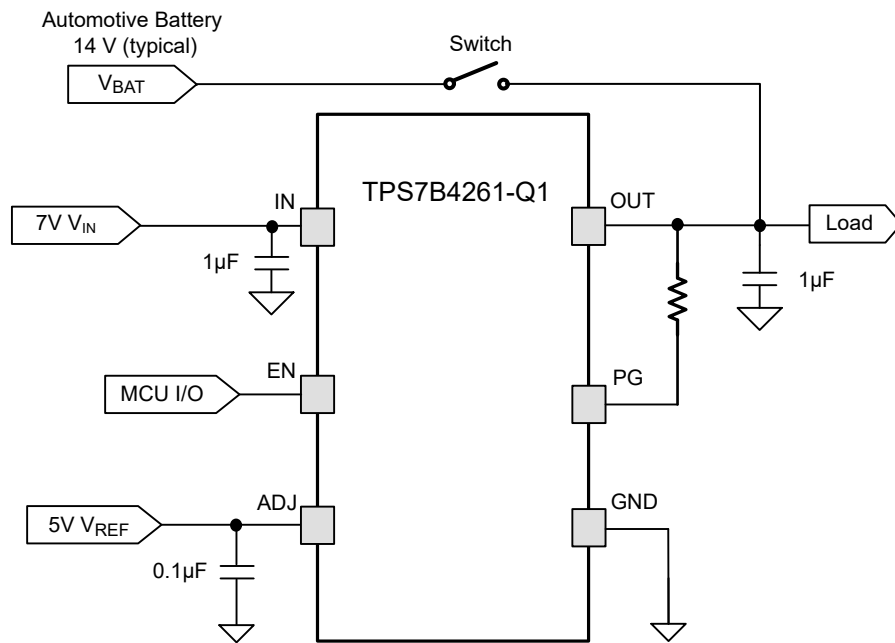 Automotive Battery
14 V (typical)
Switch
VBAT
TPS7B4261-Q1
IN
OUT
7V VIN
Load
1µF
1µF
EN
PG
MCU I/O
ADJ
GND
5V VREF
0.1µF